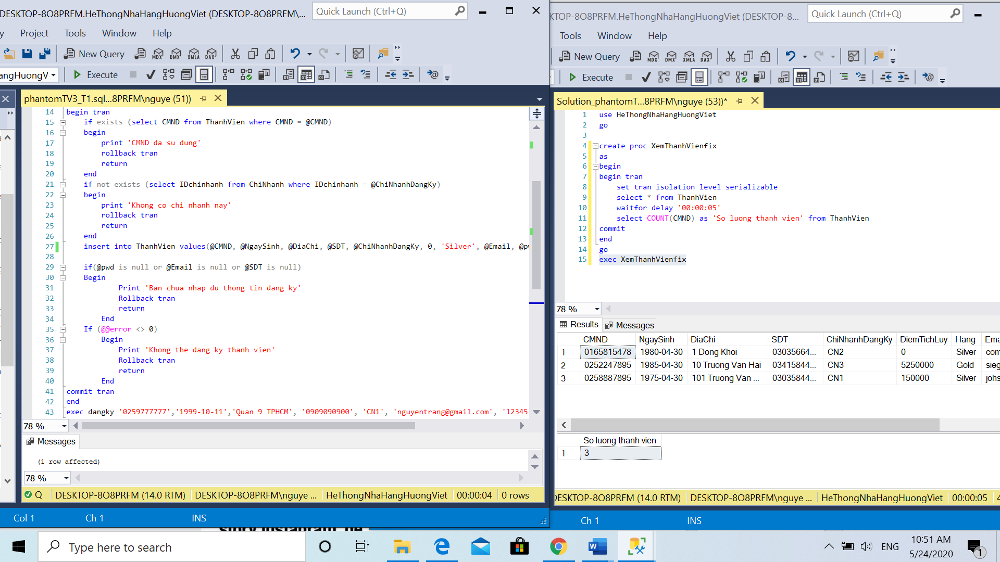 DESKTOP-8O8PRFM.HeThongNhaHangHuongViet (DESKTOP-8O8PRFM\...
Quick Launch (Ctrl+Q)
y Project Tools Window Help
New Query
MDX DMX XMLA DAX
angHuongV
Execute
phantomTV3_T1.sql...8PRFM\nguye (51))
14 begin tran
15 if exists (select CMND from ThanhVien where CMND = @CMND)
16 begin
17 print 'CMND da su dung'
18 rollback tran
19 return
20 end
21 if not exists (select IDchinhanh from ChiNhanh where IDchinhanh = @ChiNhanhDangKy)
22 begin
23 print 'Khong co chi nhanh nay'
24 rollback tran
25 return
26 end
27 insert into ThanhVien values(@CMND, @NgaySinh, @DiaChi, @SDT, @ChiNhanhDangKy, 0, 'Silver', @Email, @p
28
29 if(@pwd is null or @Email is null or @SDT is null)
30 Begin
31 Print 'Ban chua nhap du thong tin dang ky'
32 Rollback tran
33 return
34 End
35 If (@@error <> 0)
36 Begin
37 Print 'Khong the dang ky thanh vien'
38 Rollback tran
39 return
40 End
41 commit tran
42 end
43 exec dangky '0259777777','1999-10-11','Quan 9 TPHCM', '0909090900', 'CN1', 'nguyentrang@gmail.com', '12345
78 %
Messages
(1 row affected)
78 %
Q DESKTOP-8O8PRFM (14.0 RTM) DESKTOP-8O8PRFM\nguye ... HeThongNhaHangHuongViet 00:00:04 0 rows
Col 1 Ch 1 INS
KTOP-8O8PRFM.HeThongNhaHangHuongViet (DESKTOP-8...
Quick Launch (Ctrl+Q)
Tools Window Help
New Query
MDX DMX XMLA DAX
Execute
Solution_phantomT...8PRFM\nguye (53))*
1 use HeThongNhaHangHuongViet
2 go
3
4 create proc XemThanhVienfix
5 as
6 begin
7 begin tran
8 set tran isolation level serializable
9 select * from ThanhVien
10 waitfor delay '00:00:05'
11 select COUNT(CMND) as 'So luong thanh vien' from ThanhVien
12 commit
13 end
14 go
15 exec XemThanhVienfix
78 %
Results Messages
CMND NgaySinh DiaChi SDT ChiNhanhDangKy DiemTichLuy Hang Ema
1 0165815478 1980-04-30 1 Dong Khoi 03035664... CN2 0 Silver com
2 0252247895 1985-04-30 10 Truong Van Hai 03415844... CN3 5250000 Gold sieg
3 0258887895 1975-04-30 101 Truong Van ... 03035844... CN1 150000 Silver johs
So luong thanh vien
1 3
DESKTOP-8O8PRFM (14.0 RTM) DESKTOP-8O8PRFM\nguye ... HeThongNhaHangHuongViet 00:00:05
Ch 1 INS
Type here to search
ENG
10:51 AM
5/24/2020
1